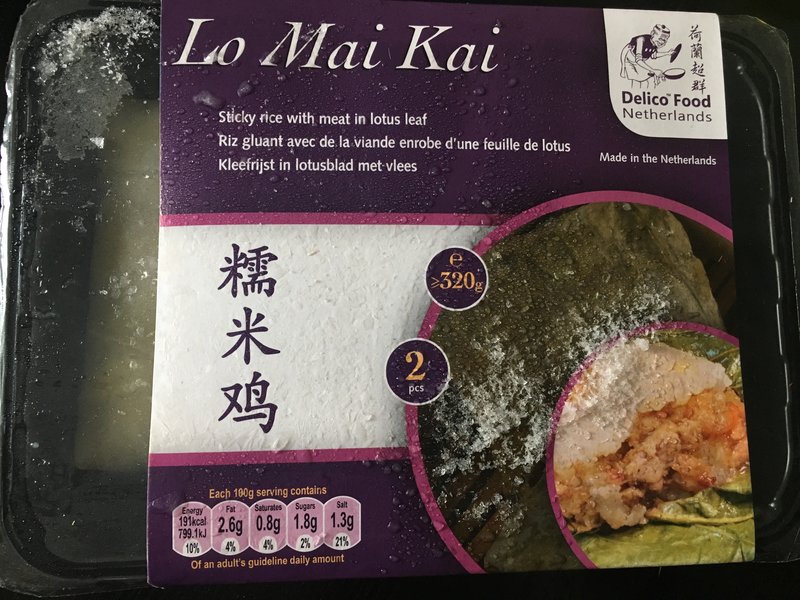 Lo Mai Kai
荷蘭超群
Delico™ Food
Netherlands
Sticky rice with meat in lotus leaf
Riz gluant avec de la viande enrobe d'une feuille de lotus
Kleefrijst in lotusblad met vlees
Made in the Netherlands
糯米鸡
e
≥320g
2
pcs
Each 100g serving contains
Energy Fat Saturates Sugars Salt
191kcal 2.6g 0.8g 1.8g 1.3g
799.1kJ
10% 4% 4% 2% 21%
Of an adult's guideline daily amount